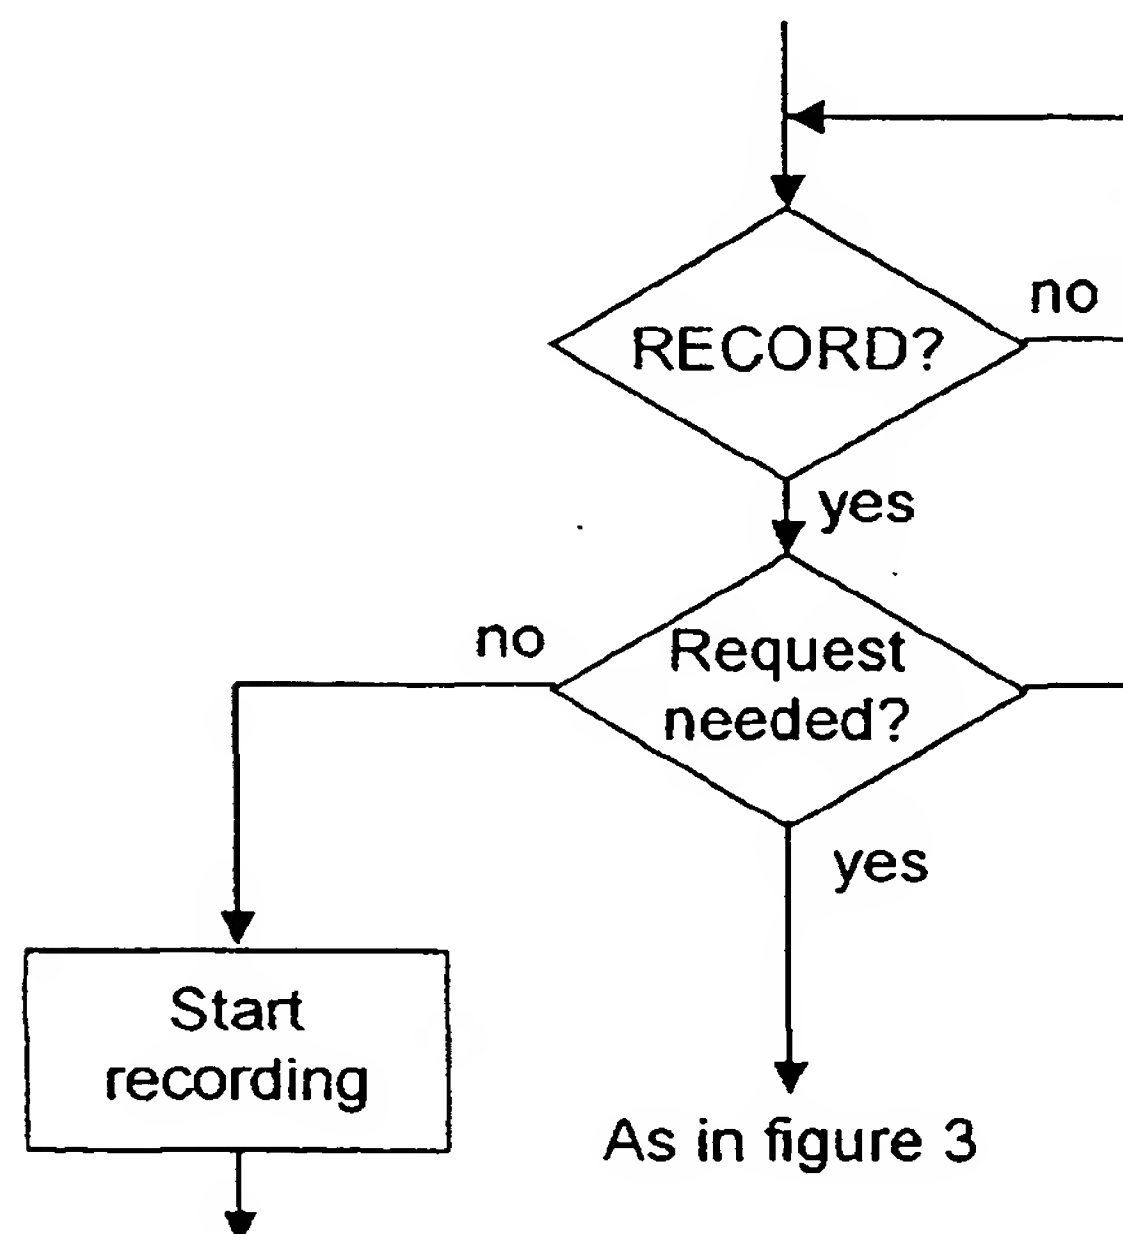 no
RECORD?
yes
no
Request
needed?
yes
Start
recording
As in figure 3